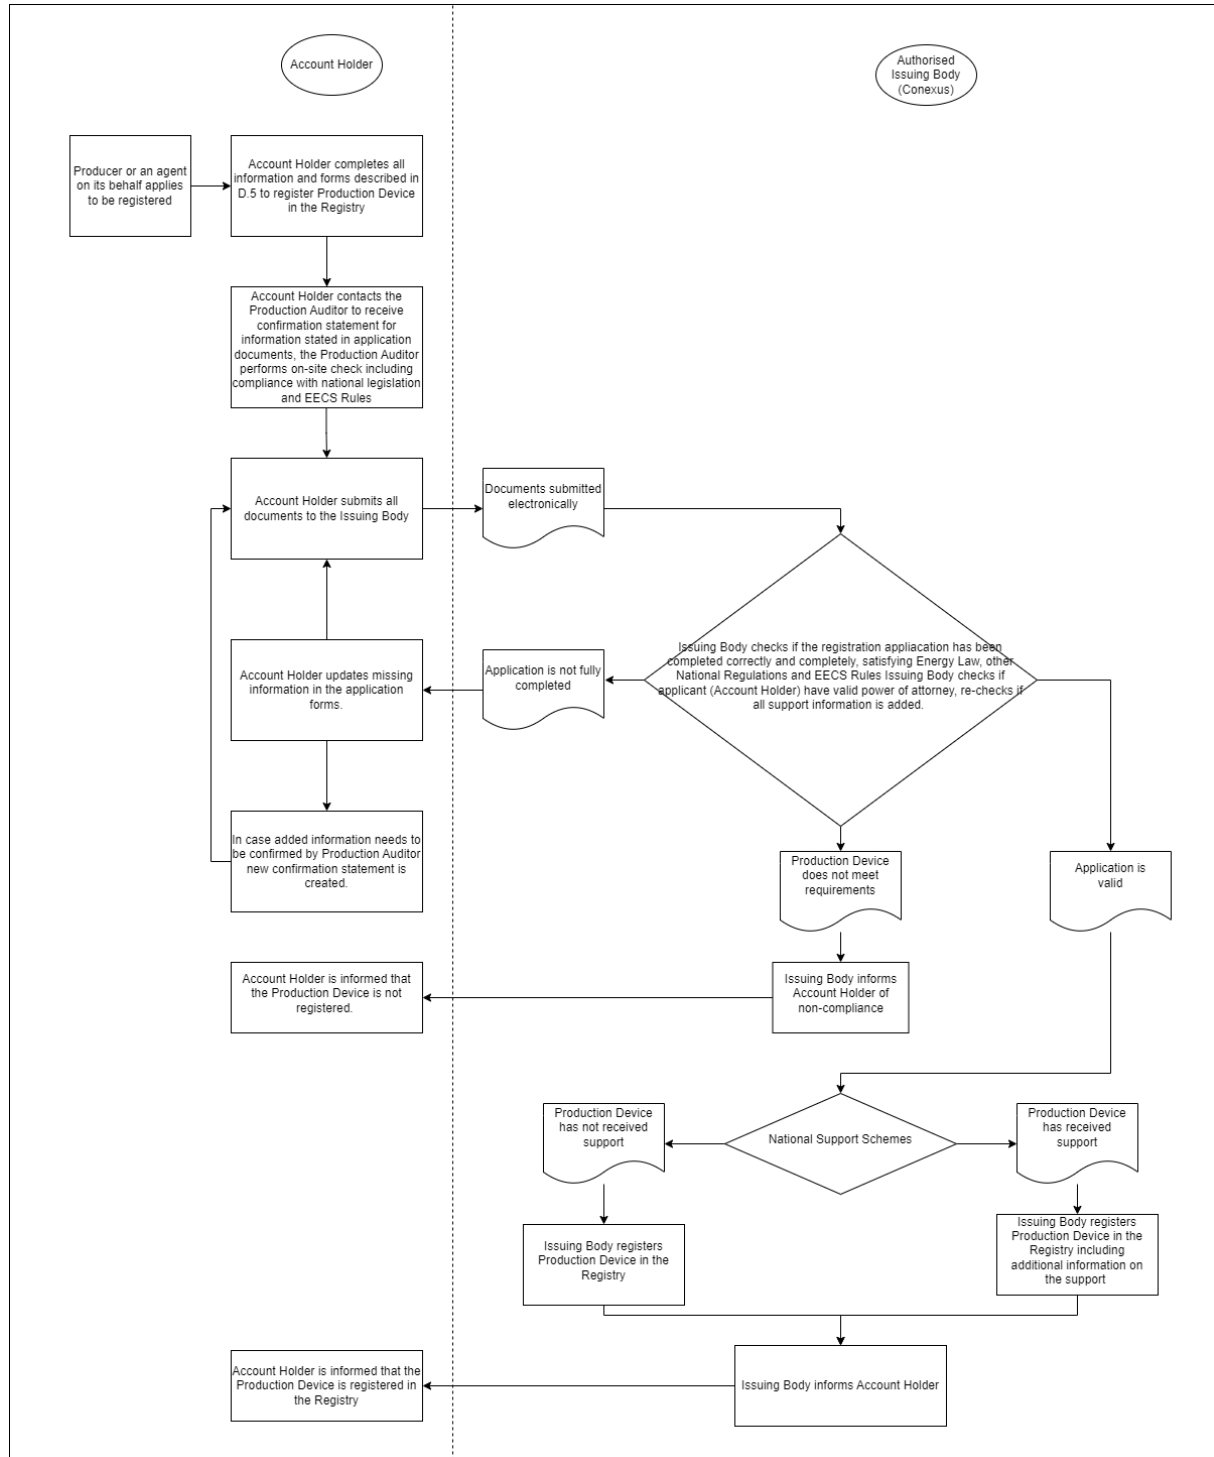 Account Holder
Authorised
Issuing Body
(Conexus)
Producer or an agent
on its behalf applies
to be registered
Account Holder completes all
information and forms described in
D.5 to register Production Device
in the Registry
Account Holder contacts the
Production Auditor to receive
confirmation statement for
information stated in application
documents, the Production Auditor
performs on-site check including
compliance with national legislation
and EECS Rules
Account Holder submits all
documents to the Issuing Body
Documents submitted
electronically
Issuing Body checks if the registration appliacation has been
completed correctly and completely, satisfying Energy Law, other
National Regulations and EECS Rules Issuing Body checks if
applicant (Account Holder) have valid power of attorney, re-checks if
all support information is added.
Application is not fully
completed
Account Holder updates missing
information in the application
forms.
In case added information needs to
be confirmed by Production Auditor
new confirmation statement is
created.
Production Device
does not meet
requirements
Application is
valid
Account Holder is informed that
the Production Device is not
registered.
Issuing Body informs
Account Holder of
non-compliance
Production Device
has not received
support
National Support Schemes
Production Device
has received
support
Issuing Body registers
Production Device in the
Registry
Issuing Body registers
Production Device in the
Registry including
additional information on
the support
Account Holder is informed that the
Production Device is registered in
the Registry
Issuing Body informs Account Holder